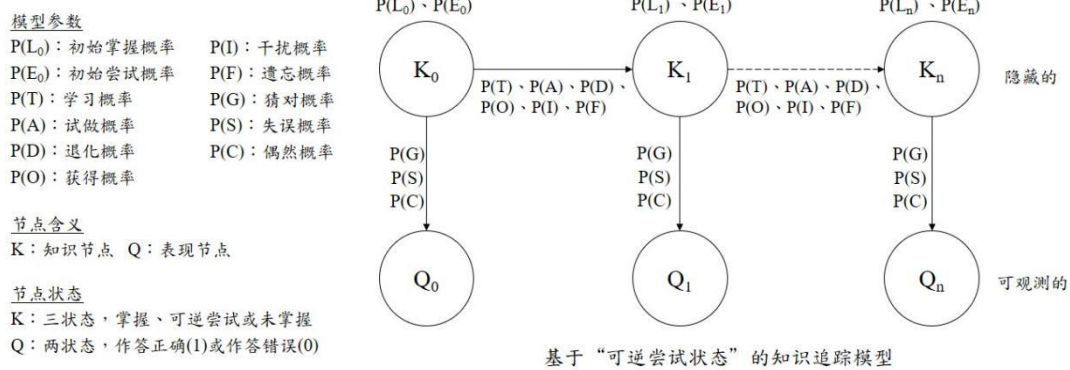 模型参数
P(L₀)：初始掌握概率 P(I)：干扰概率
P(E₀)：初始尝试概率 P(F)：遗忘概率
P(T)：学习概率 P(G)：猜对概率
P(A)：试做概率 P(S)：失误概率
P(D)：退化概率 P(C)：偶然概率
P(O)：获得概率
节点含义
K：知识节点 Q：表现节点
节点状态
K：三状态，掌握、可逆尝试或未掌握
Q：两状态，作答正确(1)或作答错误(0)
P(L₀)、P(E₀)
P(L₁)、P(E₁)
P(Lₙ)、P(Eₙ)
K₀
P(T)、P(A)、P(D)、
P(O)、P(I)、P(F)
K₁
P(T)、P(A)、P(D)、
P(O)、P(I)、P(F)
Kₙ
隐藏的
P(G)
P(S)
P(C)
P(G)
P(S)
P(C)
P(G)
P(S)
P(C)
Q₀
Q₁
Qₙ
可观测的
基于“可逆尝试状态”的知识追踪模型